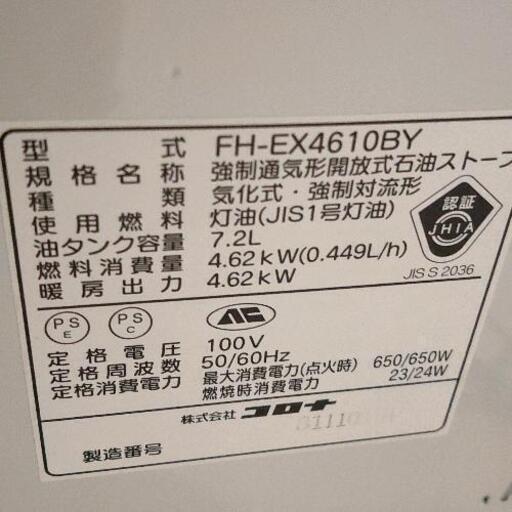 型式 FH-EX4610BY
規格名称 強制通気形開放式石油ストーブ
種類 気化式・強制対流形
使用燃料 灯油(JIS1号灯油)
油タンク容量 7.2L
燃料消費量 4.62kW(0.449L/h)
暖房出力 4.62kW
認証
JHIA
JIS S 2036
PS E
PS C
定格電圧 100V
定格周波数 50/60Hz
定格消費電力 最大消費電力(点火時) 650/650W
燃焼時消費電力 23/24W
株式会社 コロナ
製造番号